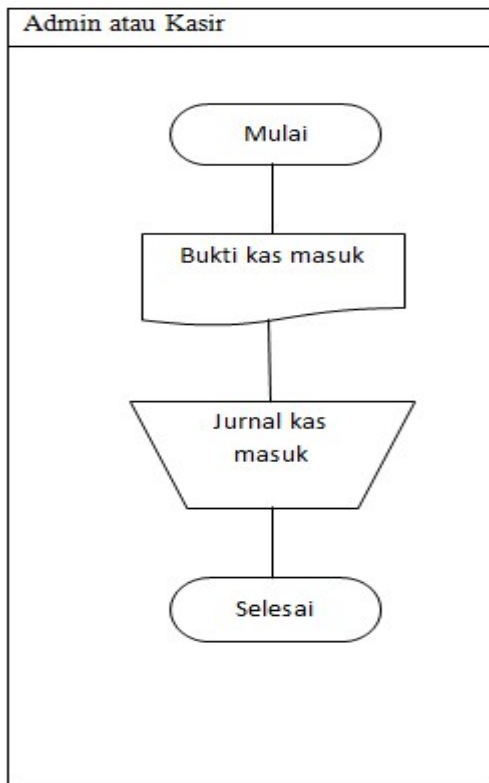 Admin atau Kasir
Mulai
Bukti kas masuk
Jurnal kas
masuk
Selesai